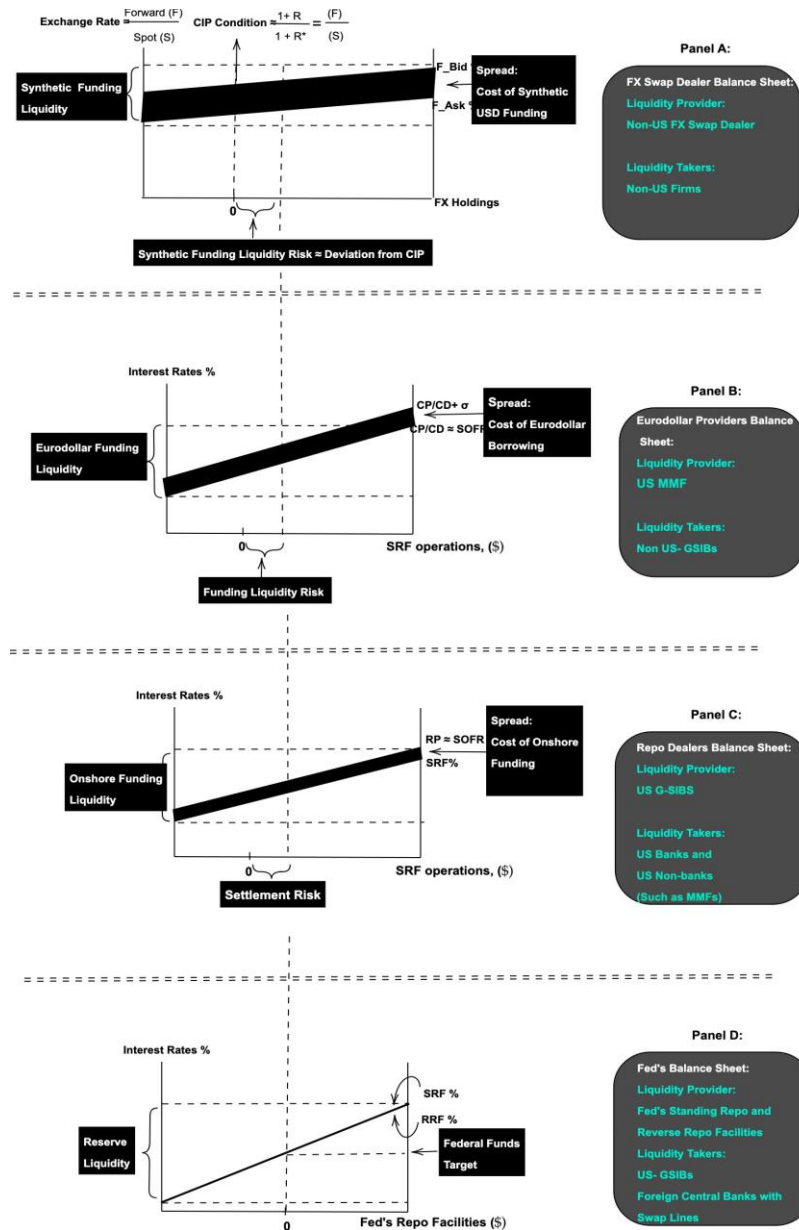 Exchange Rate = Forward (F)
Spot (S)
CIP Condition ≈ 1+ R = (F)
1 + R* (S)
Panel A:
F_Bid %
Synthetic Funding
Liquidity
Spread:
Cost of Synthetic
USD Funding
F_Ask %
FX Swap Dealer Balance Sheet:
Liquidity Provider:
Non-US FX Swap Dealer
Liquidity Takers:
Non-US Firms
0
FX Holdings
Synthetic Funding Liquidity Risk ≈ Deviation from CIP
Panel B:
Interest Rates %
CP/CD+ σ
CP/CD ≈ SOFR
Spread:
Cost of Eurodollar
Borrowing
Eurodollar Funding
Liquidity
Eurodollar Providers Balance
Sheet:
Liquidity Provider:
US MMF
Liquidity Takers:
Non US- GSIBs
0
SRF operations, ($)
Funding Liquidity Risk
Panel C:
Interest Rates %
RP ≈ SOFR
SRF%
Spread:
Cost of Onshore
Funding
Onshore Funding
Liquidity
Repo Dealers Balance Sheet:
Liquidity Provider:
US G-SIBS
Liquidity Takers:
US Banks and
US Non-banks
(Such as MMFs)
0
SRF operations, ($)
Settlement Risk
Panel D:
Interest Rates %
SRF %
RRF %
Reserve
Liquidity
Federal Funds
Target
Fed's Balance Sheet:
Liquidity Provider:
Fed's Standing Repo and
Reverse Repo Facilities
Liquidity Takers:
US- GSIBs
Foreign Central Banks with
Swap Lines
0
Fed's Repo Facilities ($)